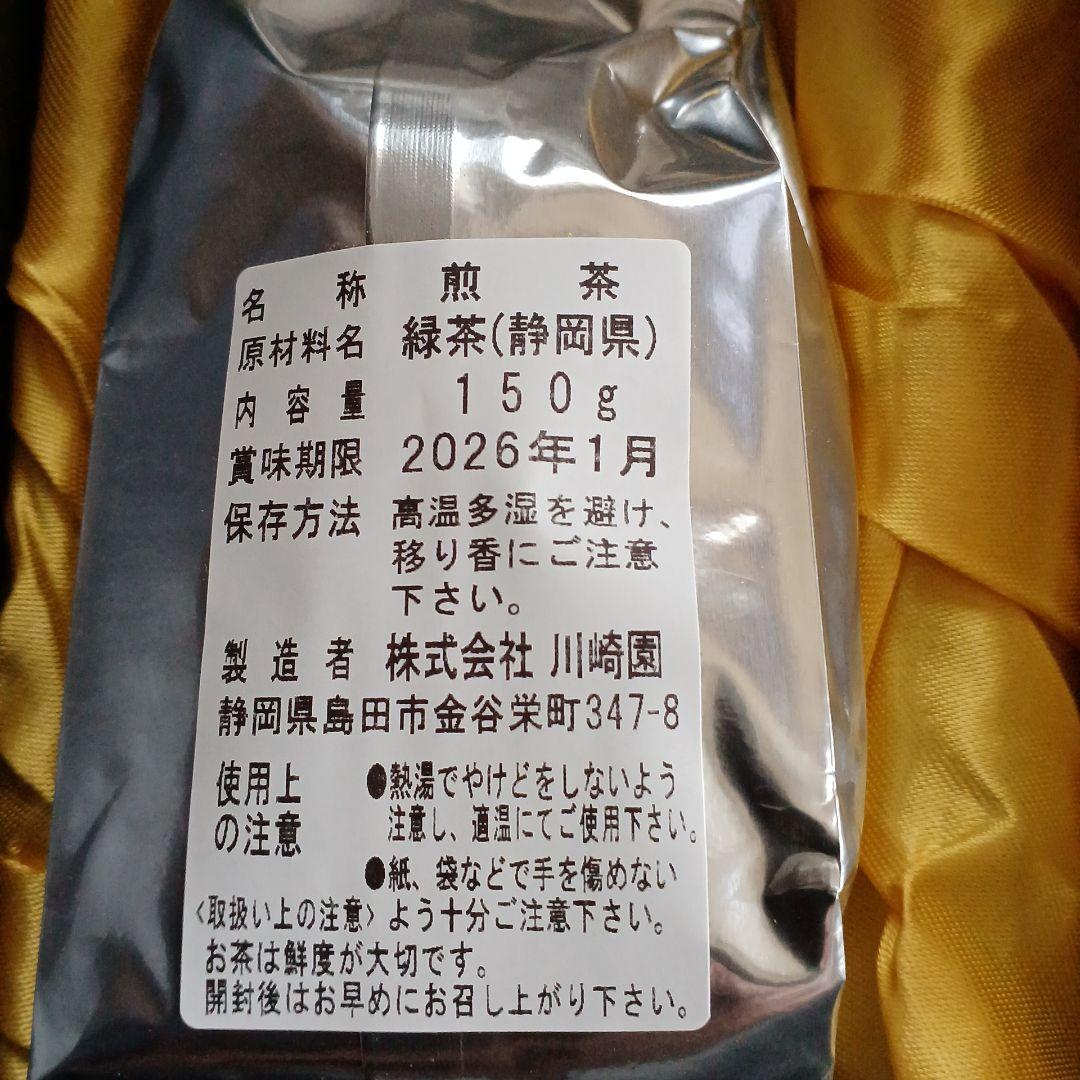 名称 煎茶
原材料名 緑茶(静岡県)
内容量 150g
賞味期限 2026年1月
保存方法 高温多湿を避け、
移り香にご注意
下さい。
製造者 株式会社 川崎園
静岡県島田市金谷栄町347-8
使用上 ●熱湯でやけどをしないよう
の注意 注意し、適温にてご使用下さい。
●紙、袋などで手を傷めない
<取扱い上の注意> よう十分ご注意下さい。
お茶は鮮度が大切です。
開封後はお早めにお召し上がり下さい。